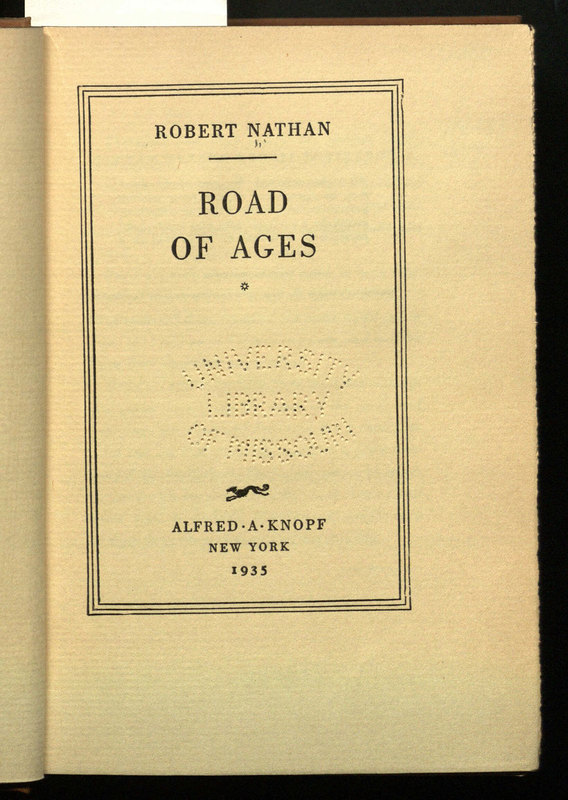 ROBERT NATHAN
ROAD
OF AGES
UNIVERSITY
LIBRARY
OF MISSOURI
ALFRED·A·KNOPF
NEW YORK
1935